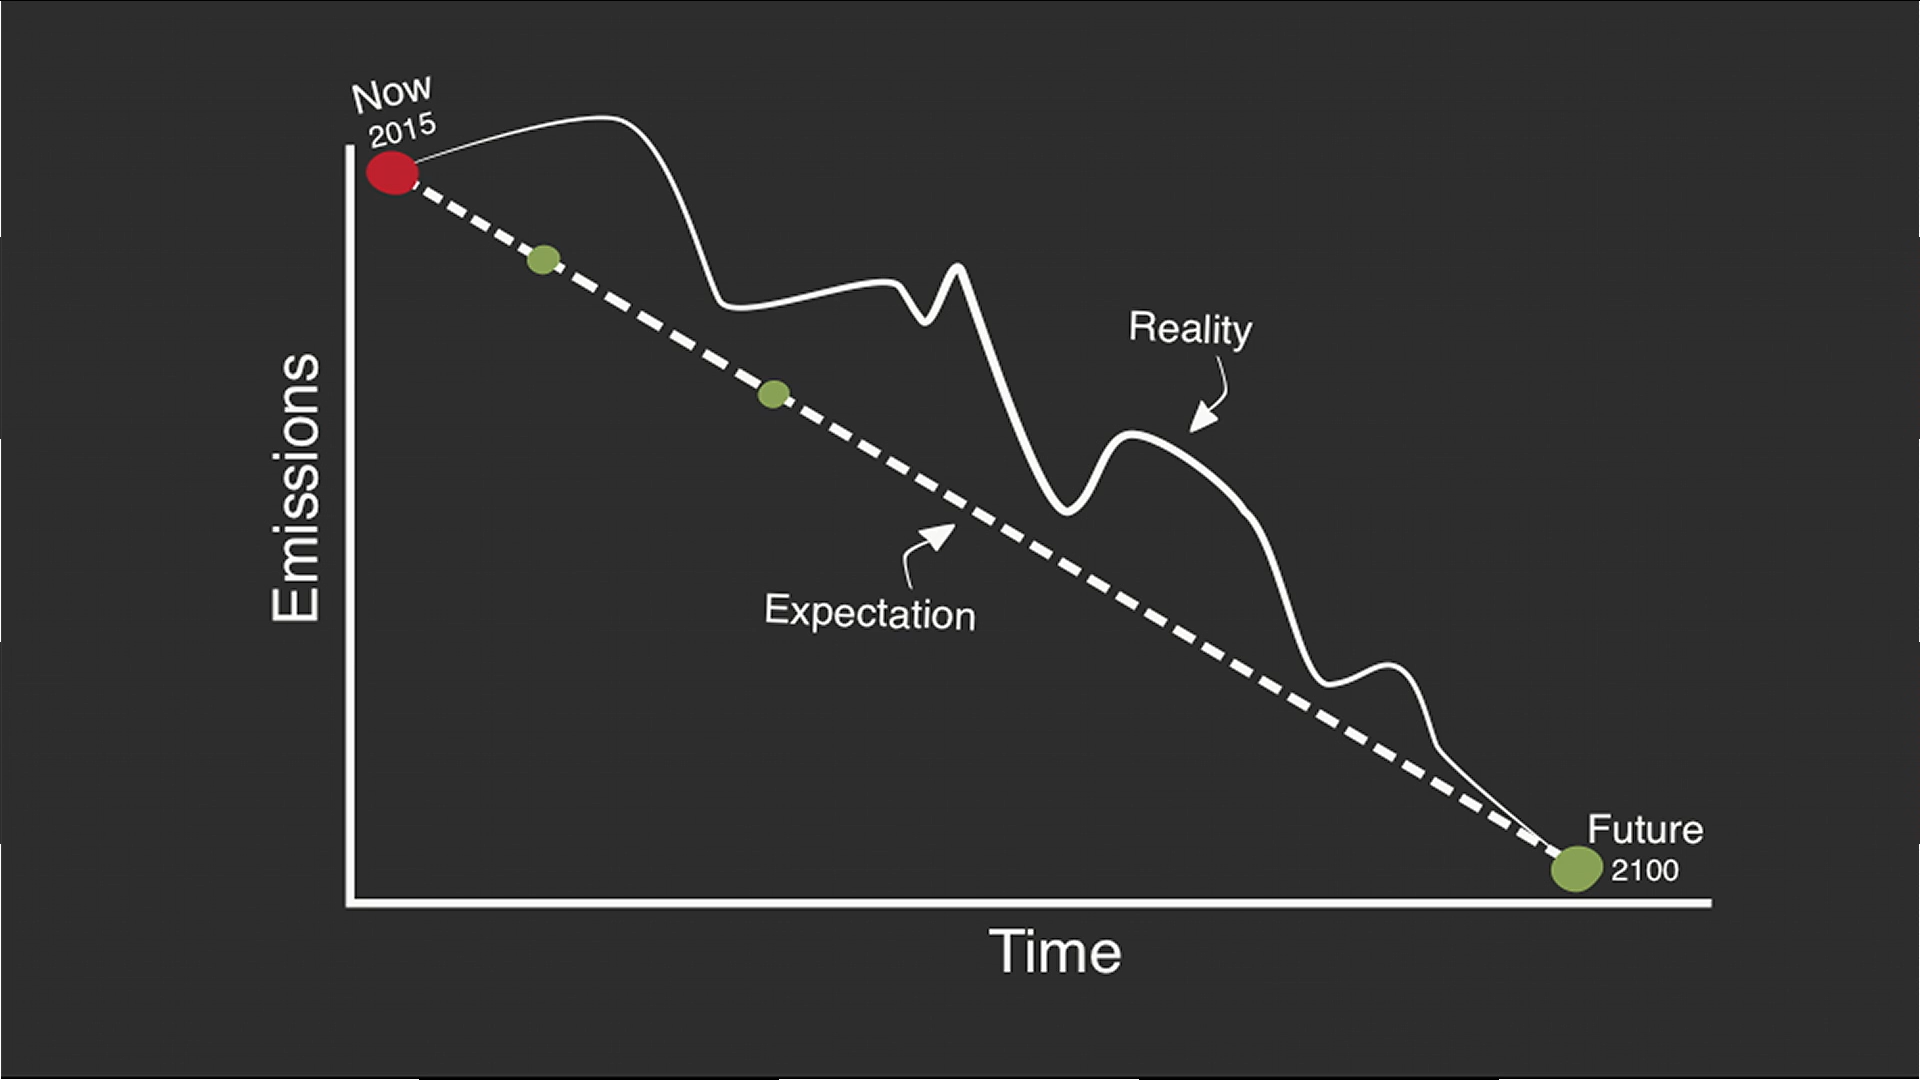 Now
2015
Emissions
Reality
Expectation
Future
2100
Time